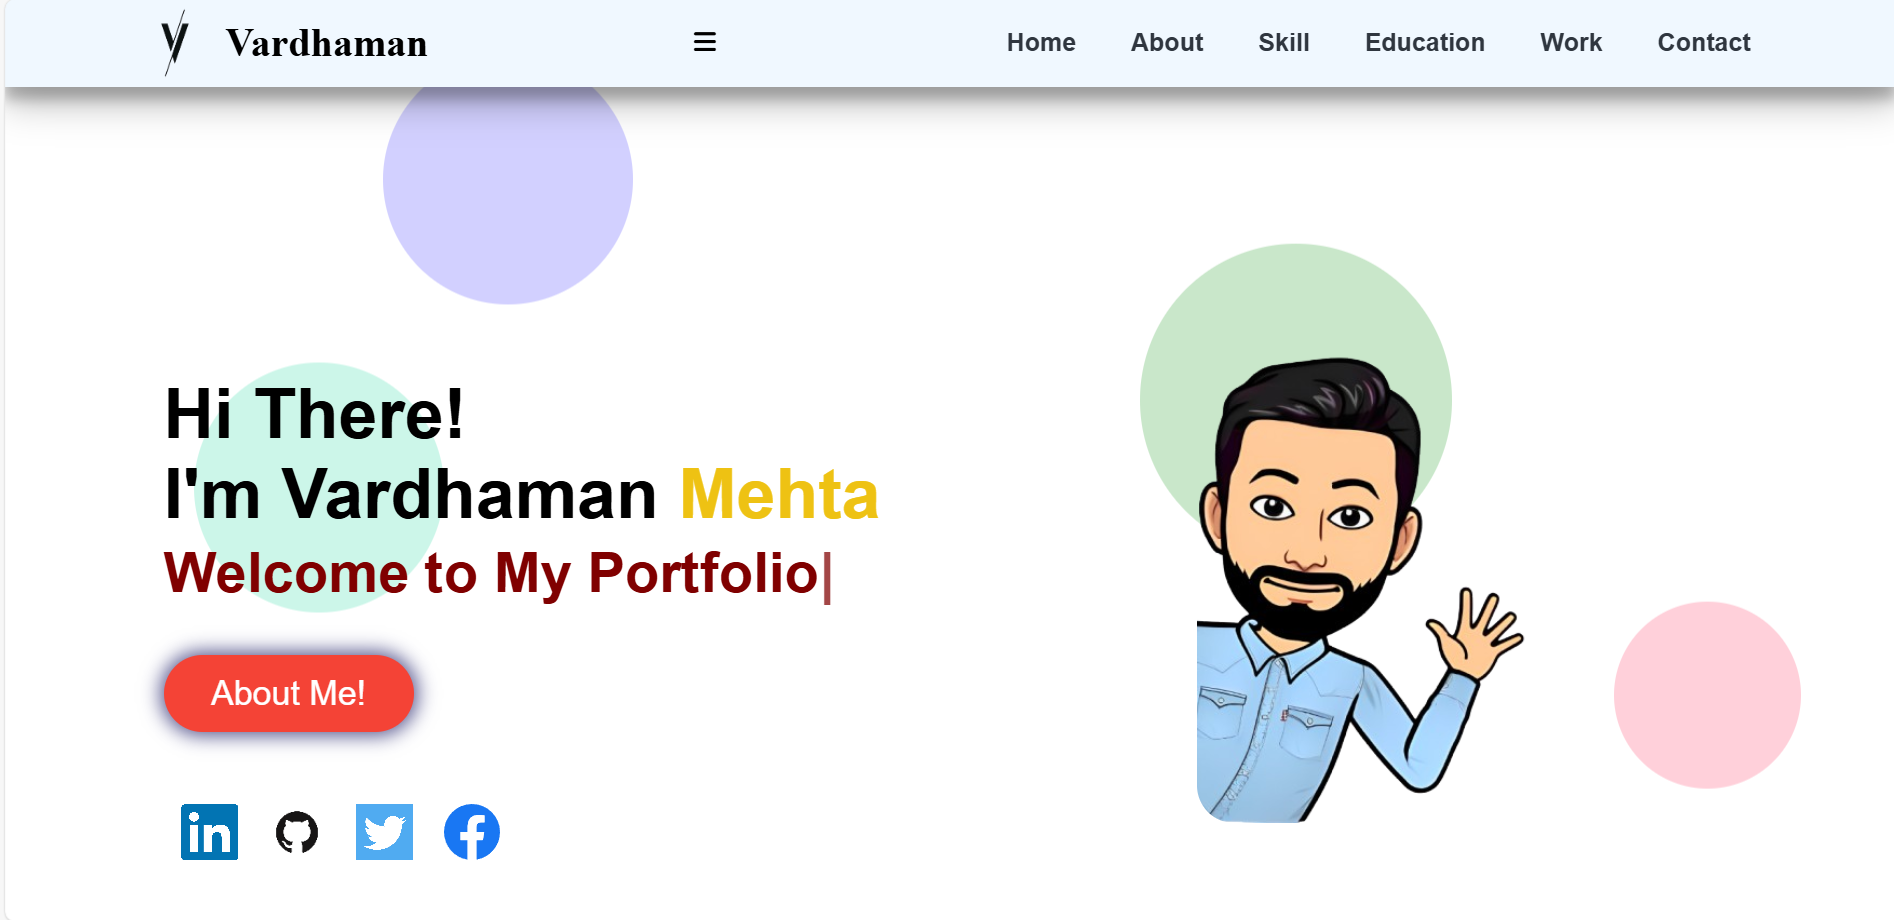 Vardhaman
Home About Skill Education Work Contact
Hi There!
I'm Vardhaman Mehta
Welcome to My Portfolio|
About Me!
in